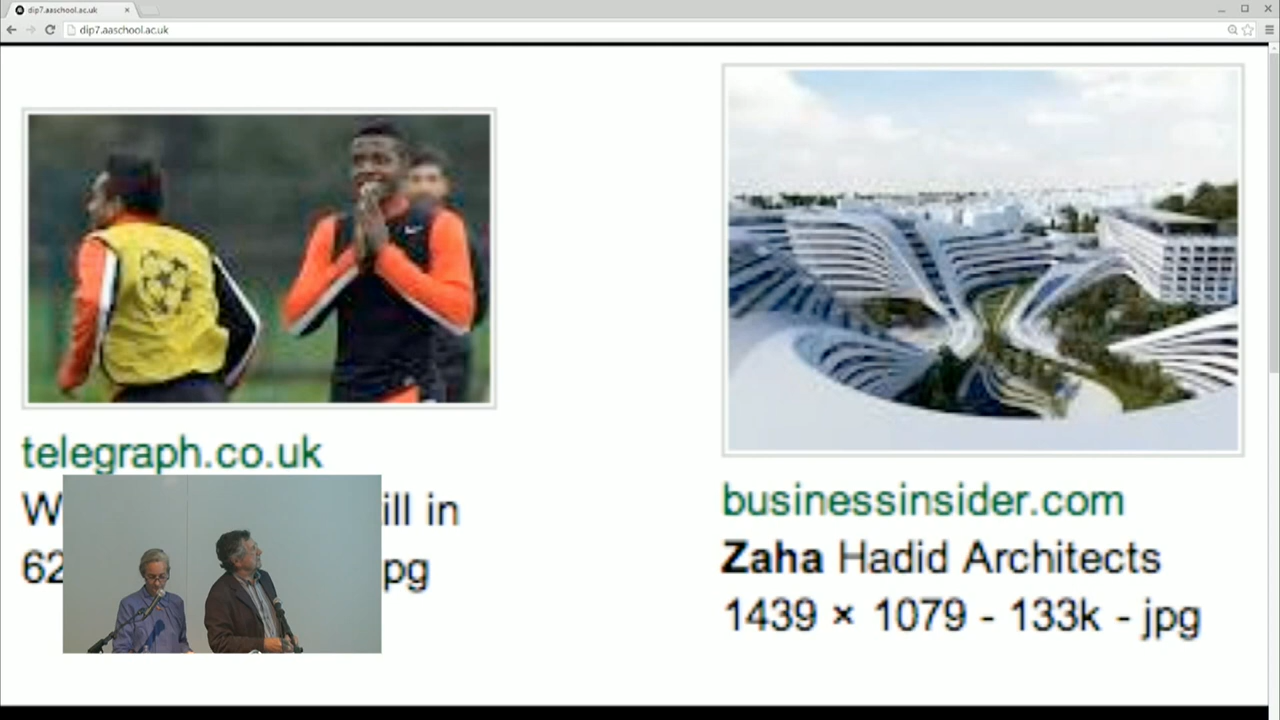 dip7.aaschool.ac.uk
dip7.aaschool.ac.uk
telegraph.co.uk
ill in
62
pg
businessinsider.com
Zaha Hadid Architects
1439 × 1079 - 133k - jpg